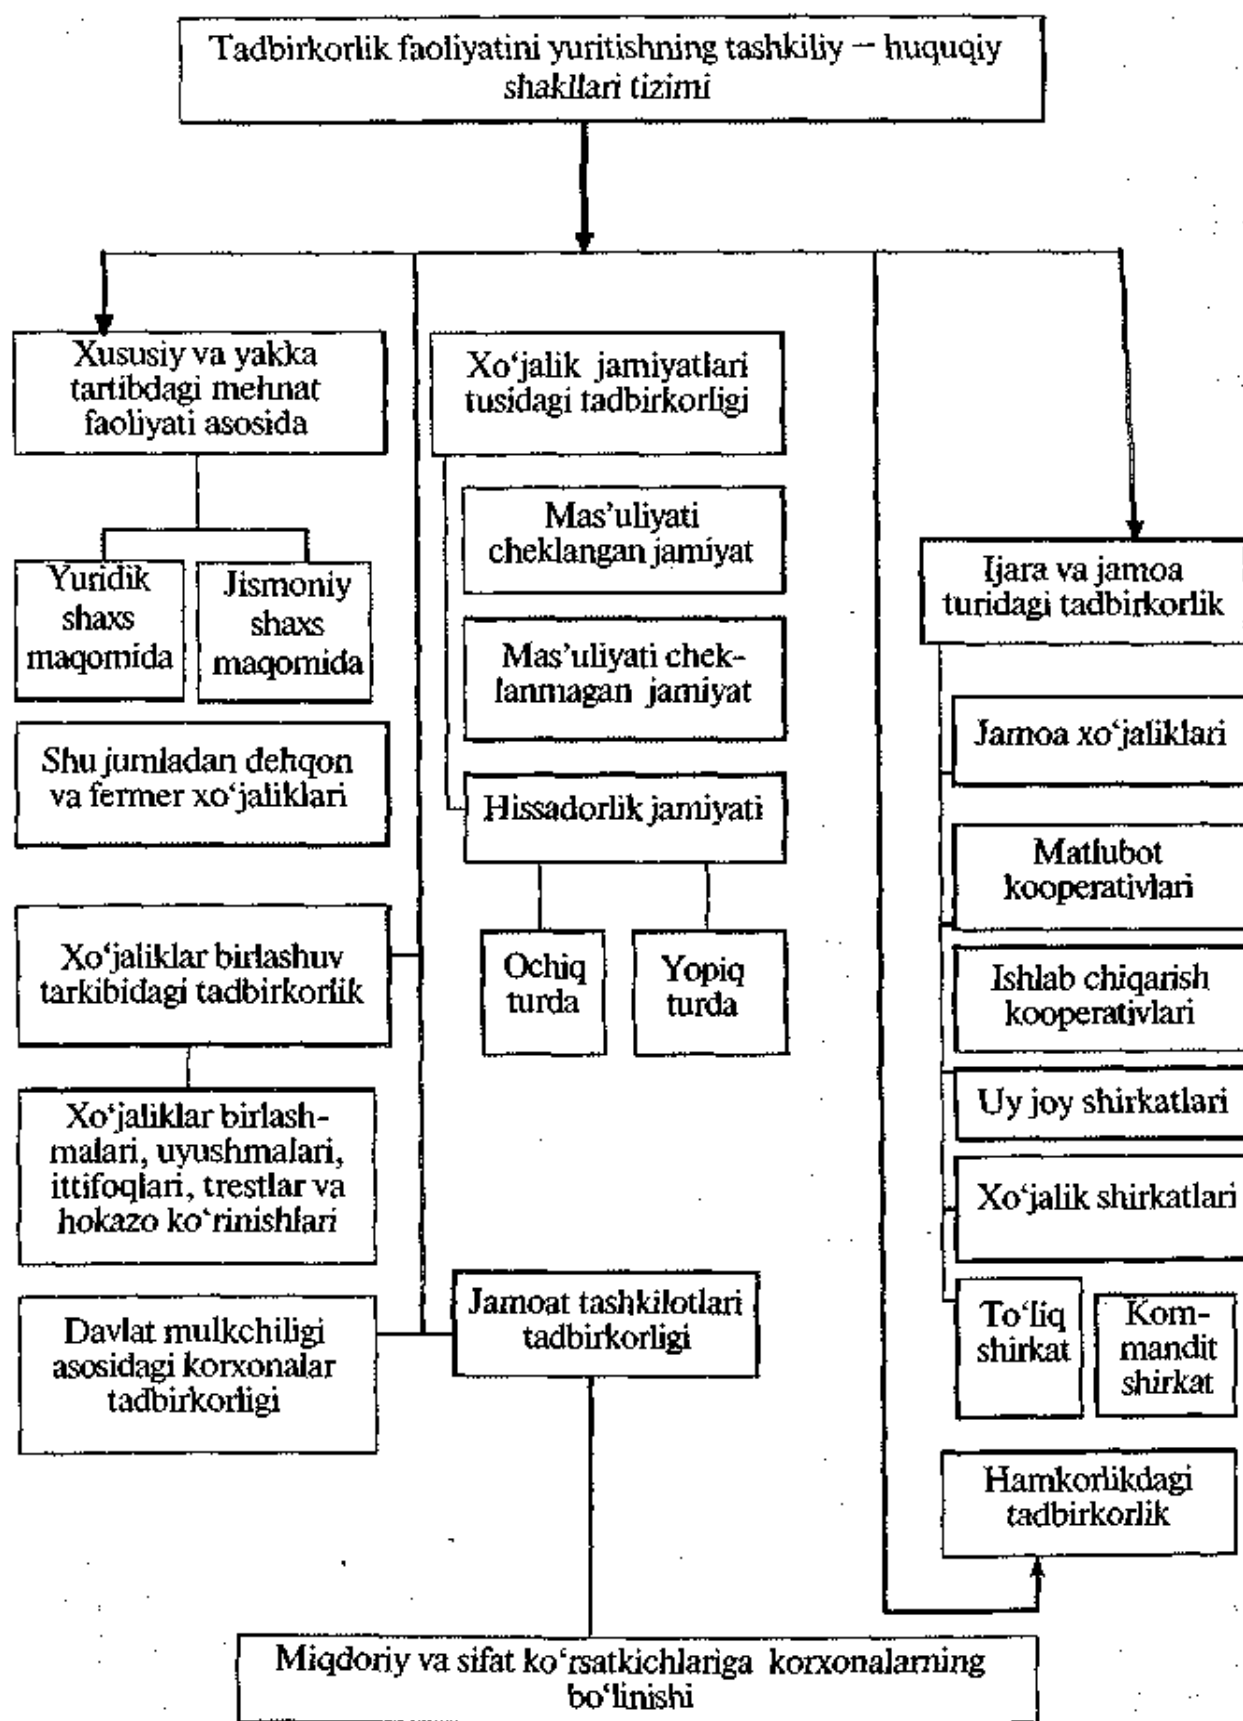 Tadbirkorlik faoliyatini yuritishning tashkiliy – huquqiy
shakllari tizimi
Xususiy va yakka
tartibdagi mehnat
faoliyati asosida
Yuridik
shaxs
maqomida
Jismoniy
shaxs
maqomida
Shu jumladan dehqon
va fermer xo‘jaliklari
Xo‘jaliklar birlashuv
tarkibidagi tadbirkorlik
Xo‘jaliklar birlash-
malari, uyushmalari,
ittifoqlari, trestlar va
hokazo ko‘rinishlari
Davlat mulkchiligi
asosidagi korxonalar
tadbirkorligi
Xo‘jalik jamiyatlari
tusidagi tadbirkorligi
Mas’uliyati
cheklangan jamiyat
Mas’uliyati chek-
lanmagan jamiyat
Hissadorlik jamiyati
Ochiq
turda
Yopiq
turda
Jamoat tashkilotlari
tadbirkorligi
Ijara va jamoa
turidagi tadbirkorlik
Jamoa xo‘jaliklari
Matlubot
kooperativlari
Ishlab chiqarish
kooperativlari
Uy joy shirkatlari
Xo‘jalik shirkatlari
To‘liq
shirkat
Kom-
mandit
shirkat
Hamkorlikdagi
tadbirkorlik
Miqdoriy va sifat ko‘rsatkichlariga korxonalarning
bo‘linishi